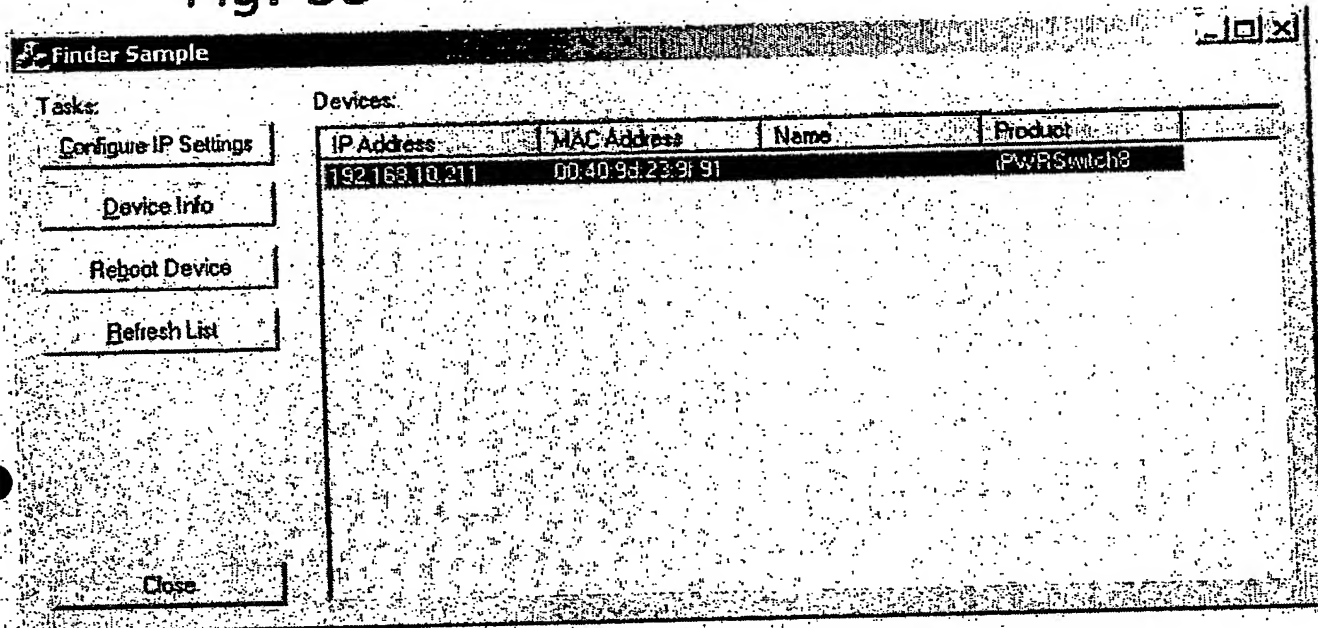 Finder Sample
Tasks:
Devices:
Configure IP Settings
IP Address MAC Address Name Product
192.168.10.211 00:40:9d:23:9f:91 iPWRSwitch8
Device Info
Reboot Device
Refresh List
Close